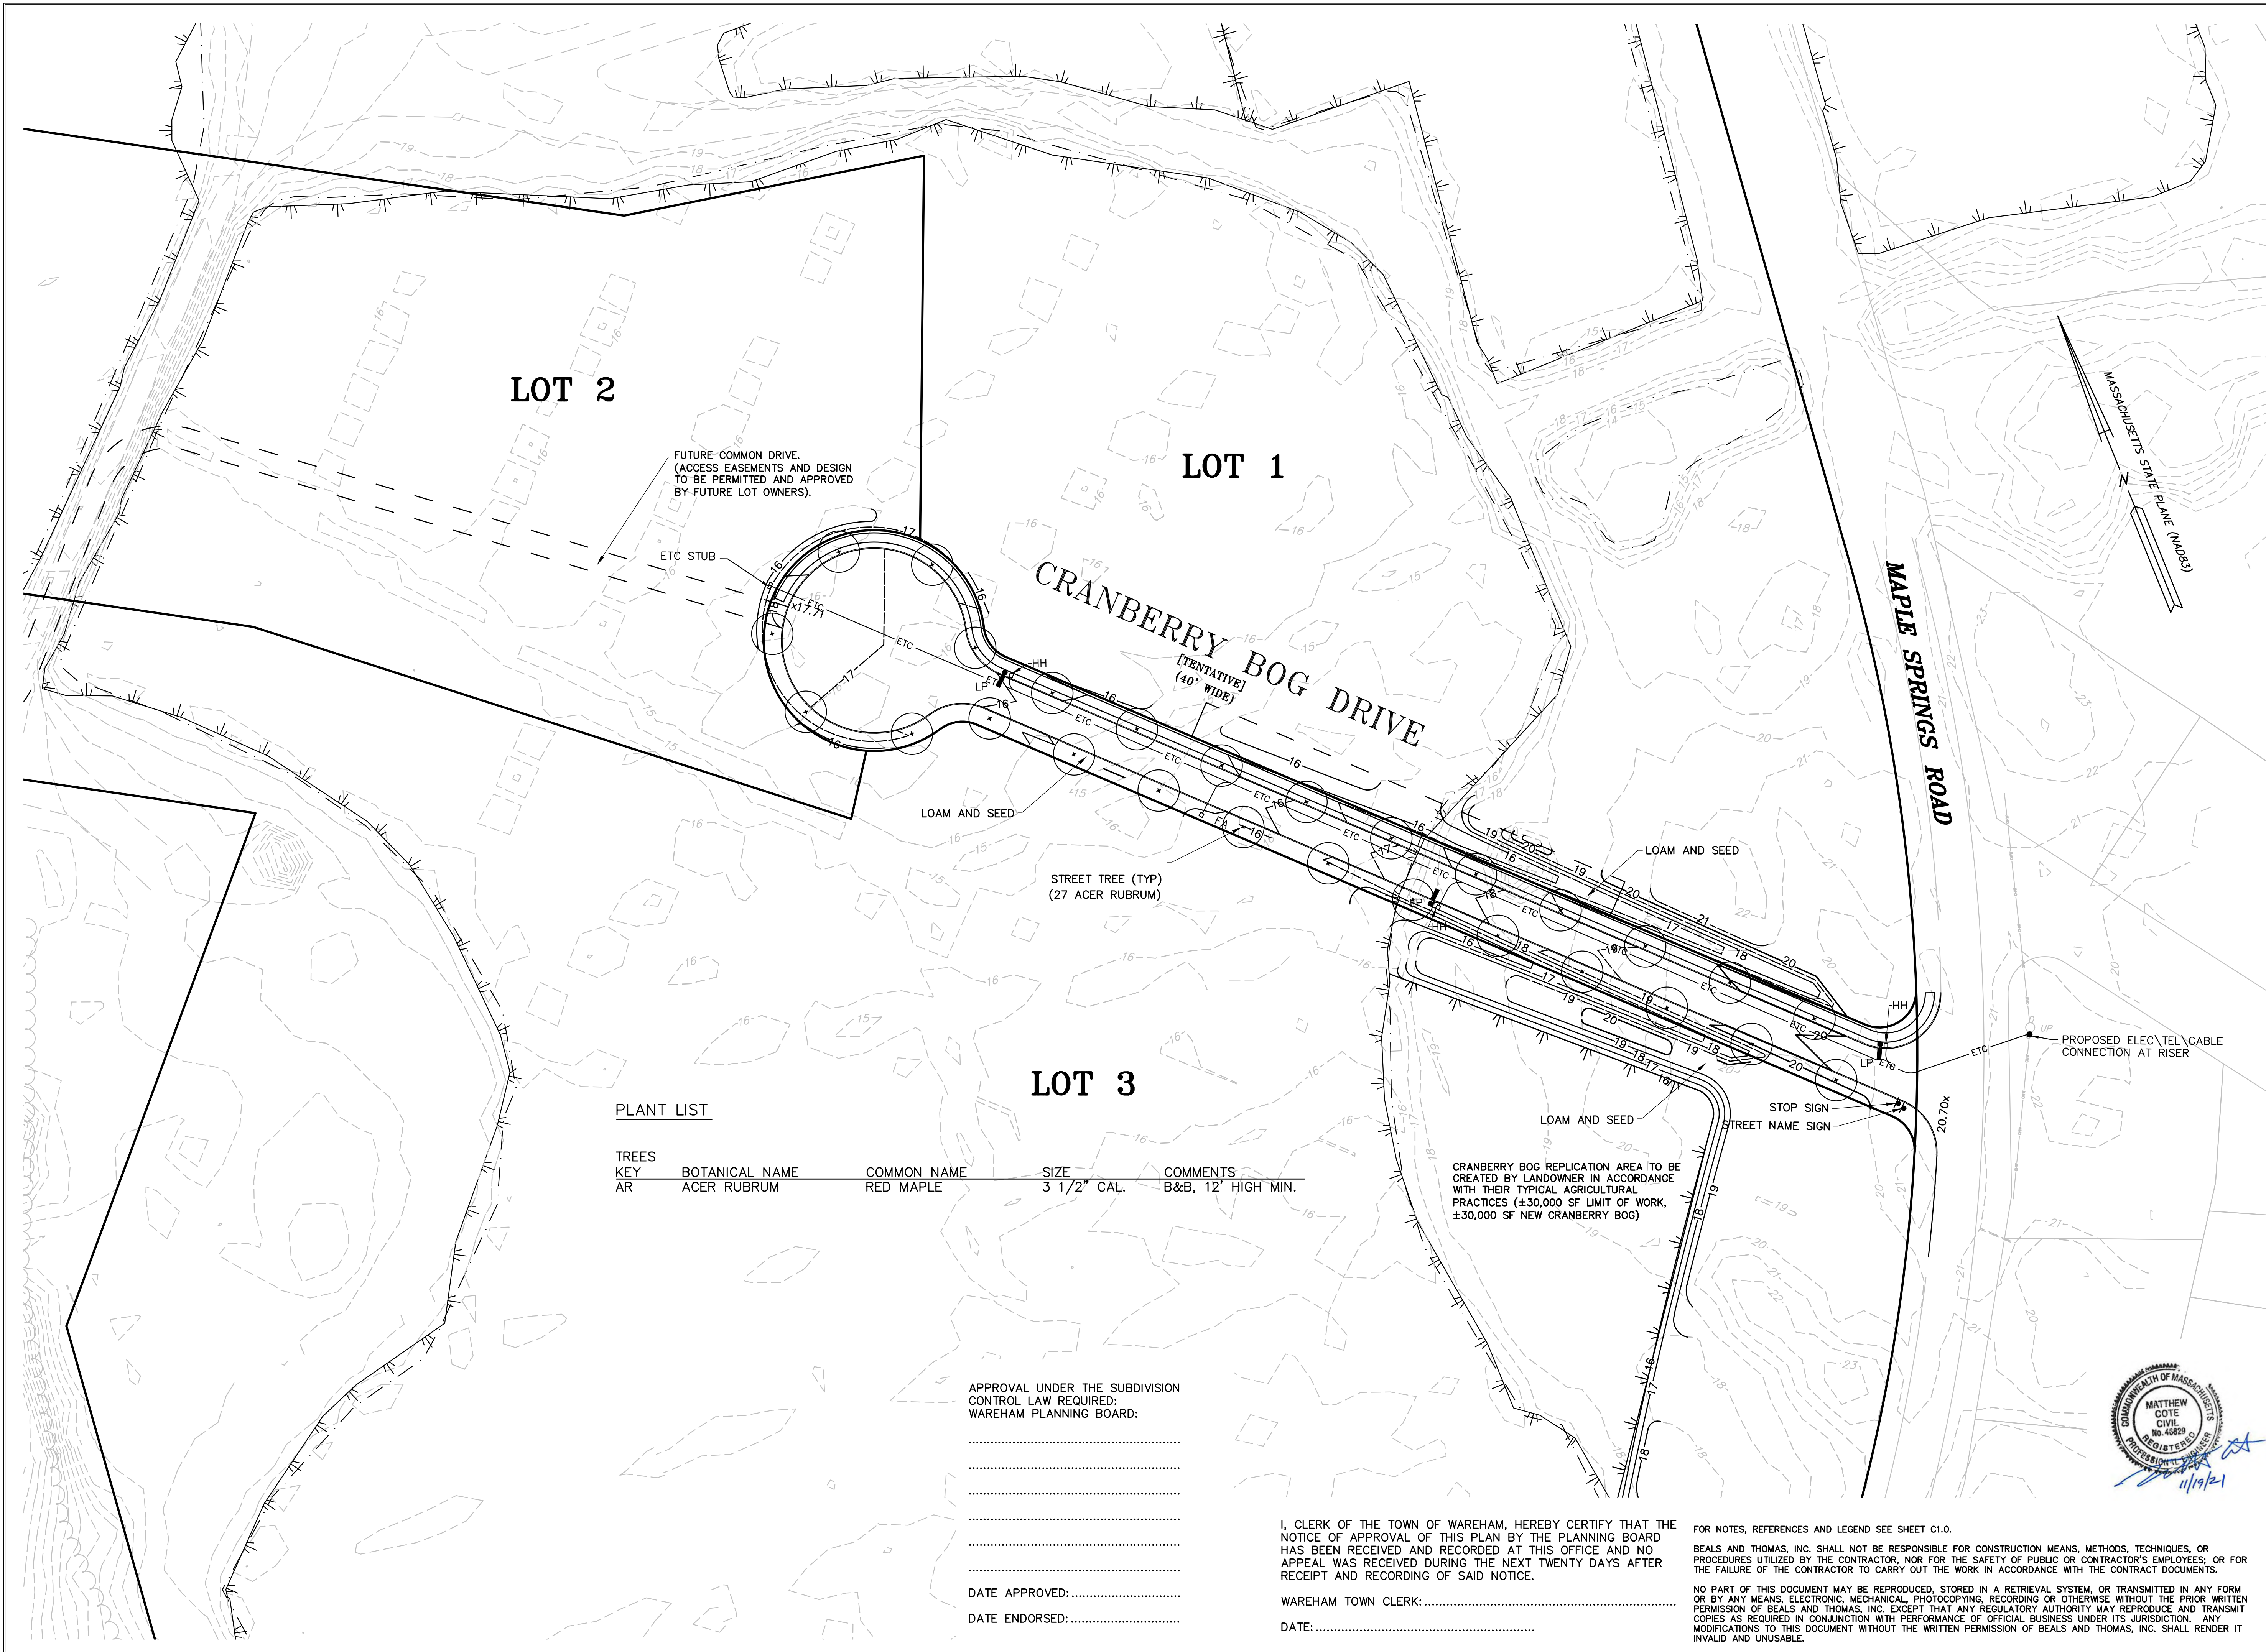 LOT 2
LOT 1
LOT 3
FUTURE COMMON DRIVE.
(ACCESS EASEMENTS AND DESIGN
TO BE PERMITTED AND APPROVED
BY FUTURE LOT OWNERS).
ETC STUB
x17.71
CRANBERRY BOG DRIVE
[TENTATIVE]
(40' WIDE)
MAPLE SPRINGS ROAD
MASSACHUSETTS STATE PLANE (NAD83)
N
HH
LP
LOAM AND SEED
STREET TREE (TYP)
(27 ACER RUBRUM)
LOAM AND SEED
HH
HH
LP
UP
PROPOSED ELEC\TEL\CABLE
CONNECTION AT RISER
STOP SIGN
STREET NAME SIGN
20.70x
LOAM AND SEED
CRANBERRY BOG REPLICATION AREA TO BE
CREATED BY LANDOWNER IN ACCORDANCE
WITH THEIR TYPICAL AGRICULTURAL
PRACTICES (±30,000 SF LIMIT OF WORK,
±30,000 SF NEW CRANBERRY BOG)
PLANT LIST
TREES
KEY BOTANICAL NAME COMMON NAME SIZE COMMENTS
AR ACER RUBRUM RED MAPLE 3 1/2" CAL. B&B, 12' HIGH MIN.
APPROVAL UNDER THE SUBDIVISION
CONTROL LAW REQUIRED:
WAREHAM PLANNING BOARD:
DATE APPROVED:
DATE ENDORSED:
I, CLERK OF THE TOWN OF WAREHAM, HEREBY CERTIFY THAT THE
NOTICE OF APPROVAL OF THIS PLAN BY THE PLANNING BOARD
HAS BEEN RECEIVED AND RECORDED AT THIS OFFICE AND NO
APPEAL WAS RECEIVED DURING THE NEXT TWENTY DAYS AFTER
RECEIPT AND RECORDING OF SAID NOTICE.
WAREHAM TOWN CLERK:
DATE:
COMMONWEALTH OF MASSACHUSETTS
MATTHEW
COTE
CIVIL
No. 46829
REGISTERED
PROFESSIONAL ENGINEER
11/19/21
FOR NOTES, REFERENCES AND LEGEND SEE SHEET C1.0.
BEALS AND THOMAS, INC. SHALL NOT BE RESPONSIBLE FOR CONSTRUCTION MEANS, METHODS, TECHNIQUES, OR
PROCEDURES UTILIZED BY THE CONTRACTOR, NOR FOR THE SAFETY OF PUBLIC OR CONTRACTOR'S EMPLOYEES; OR FOR
THE FAILURE OF THE CONTRACTOR TO CARRY OUT THE WORK IN ACCORDANCE WITH THE CONTRACT DOCUMENTS.
NO PART OF THIS DOCUMENT MAY BE REPRODUCED, STORED IN A RETRIEVAL SYSTEM, OR TRANSMITTED IN ANY FORM
OR BY ANY MEANS, ELECTRONIC, MECHANICAL, PHOTOCOPYING, RECORDING OR OTHERWISE WITHOUT THE PRIOR WRITTEN
PERMISSION OF BEALS AND THOMAS, INC. EXCEPT THAT ANY REGULATORY AUTHORITY MAY REPRODUCE AND TRANSMIT
COPIES AS REQUIRED IN CONJUNCTION WITH PERFORMANCE OF OFFICIAL BUSINESS UNDER ITS JURISDICTION. ANY
MODIFICATIONS TO THIS DOCUMENT WITHOUT THE WRITTEN PERMISSION OF BEALS AND THOMAS, INC. SHALL RENDER IT
INVALID AND UNUSABLE.